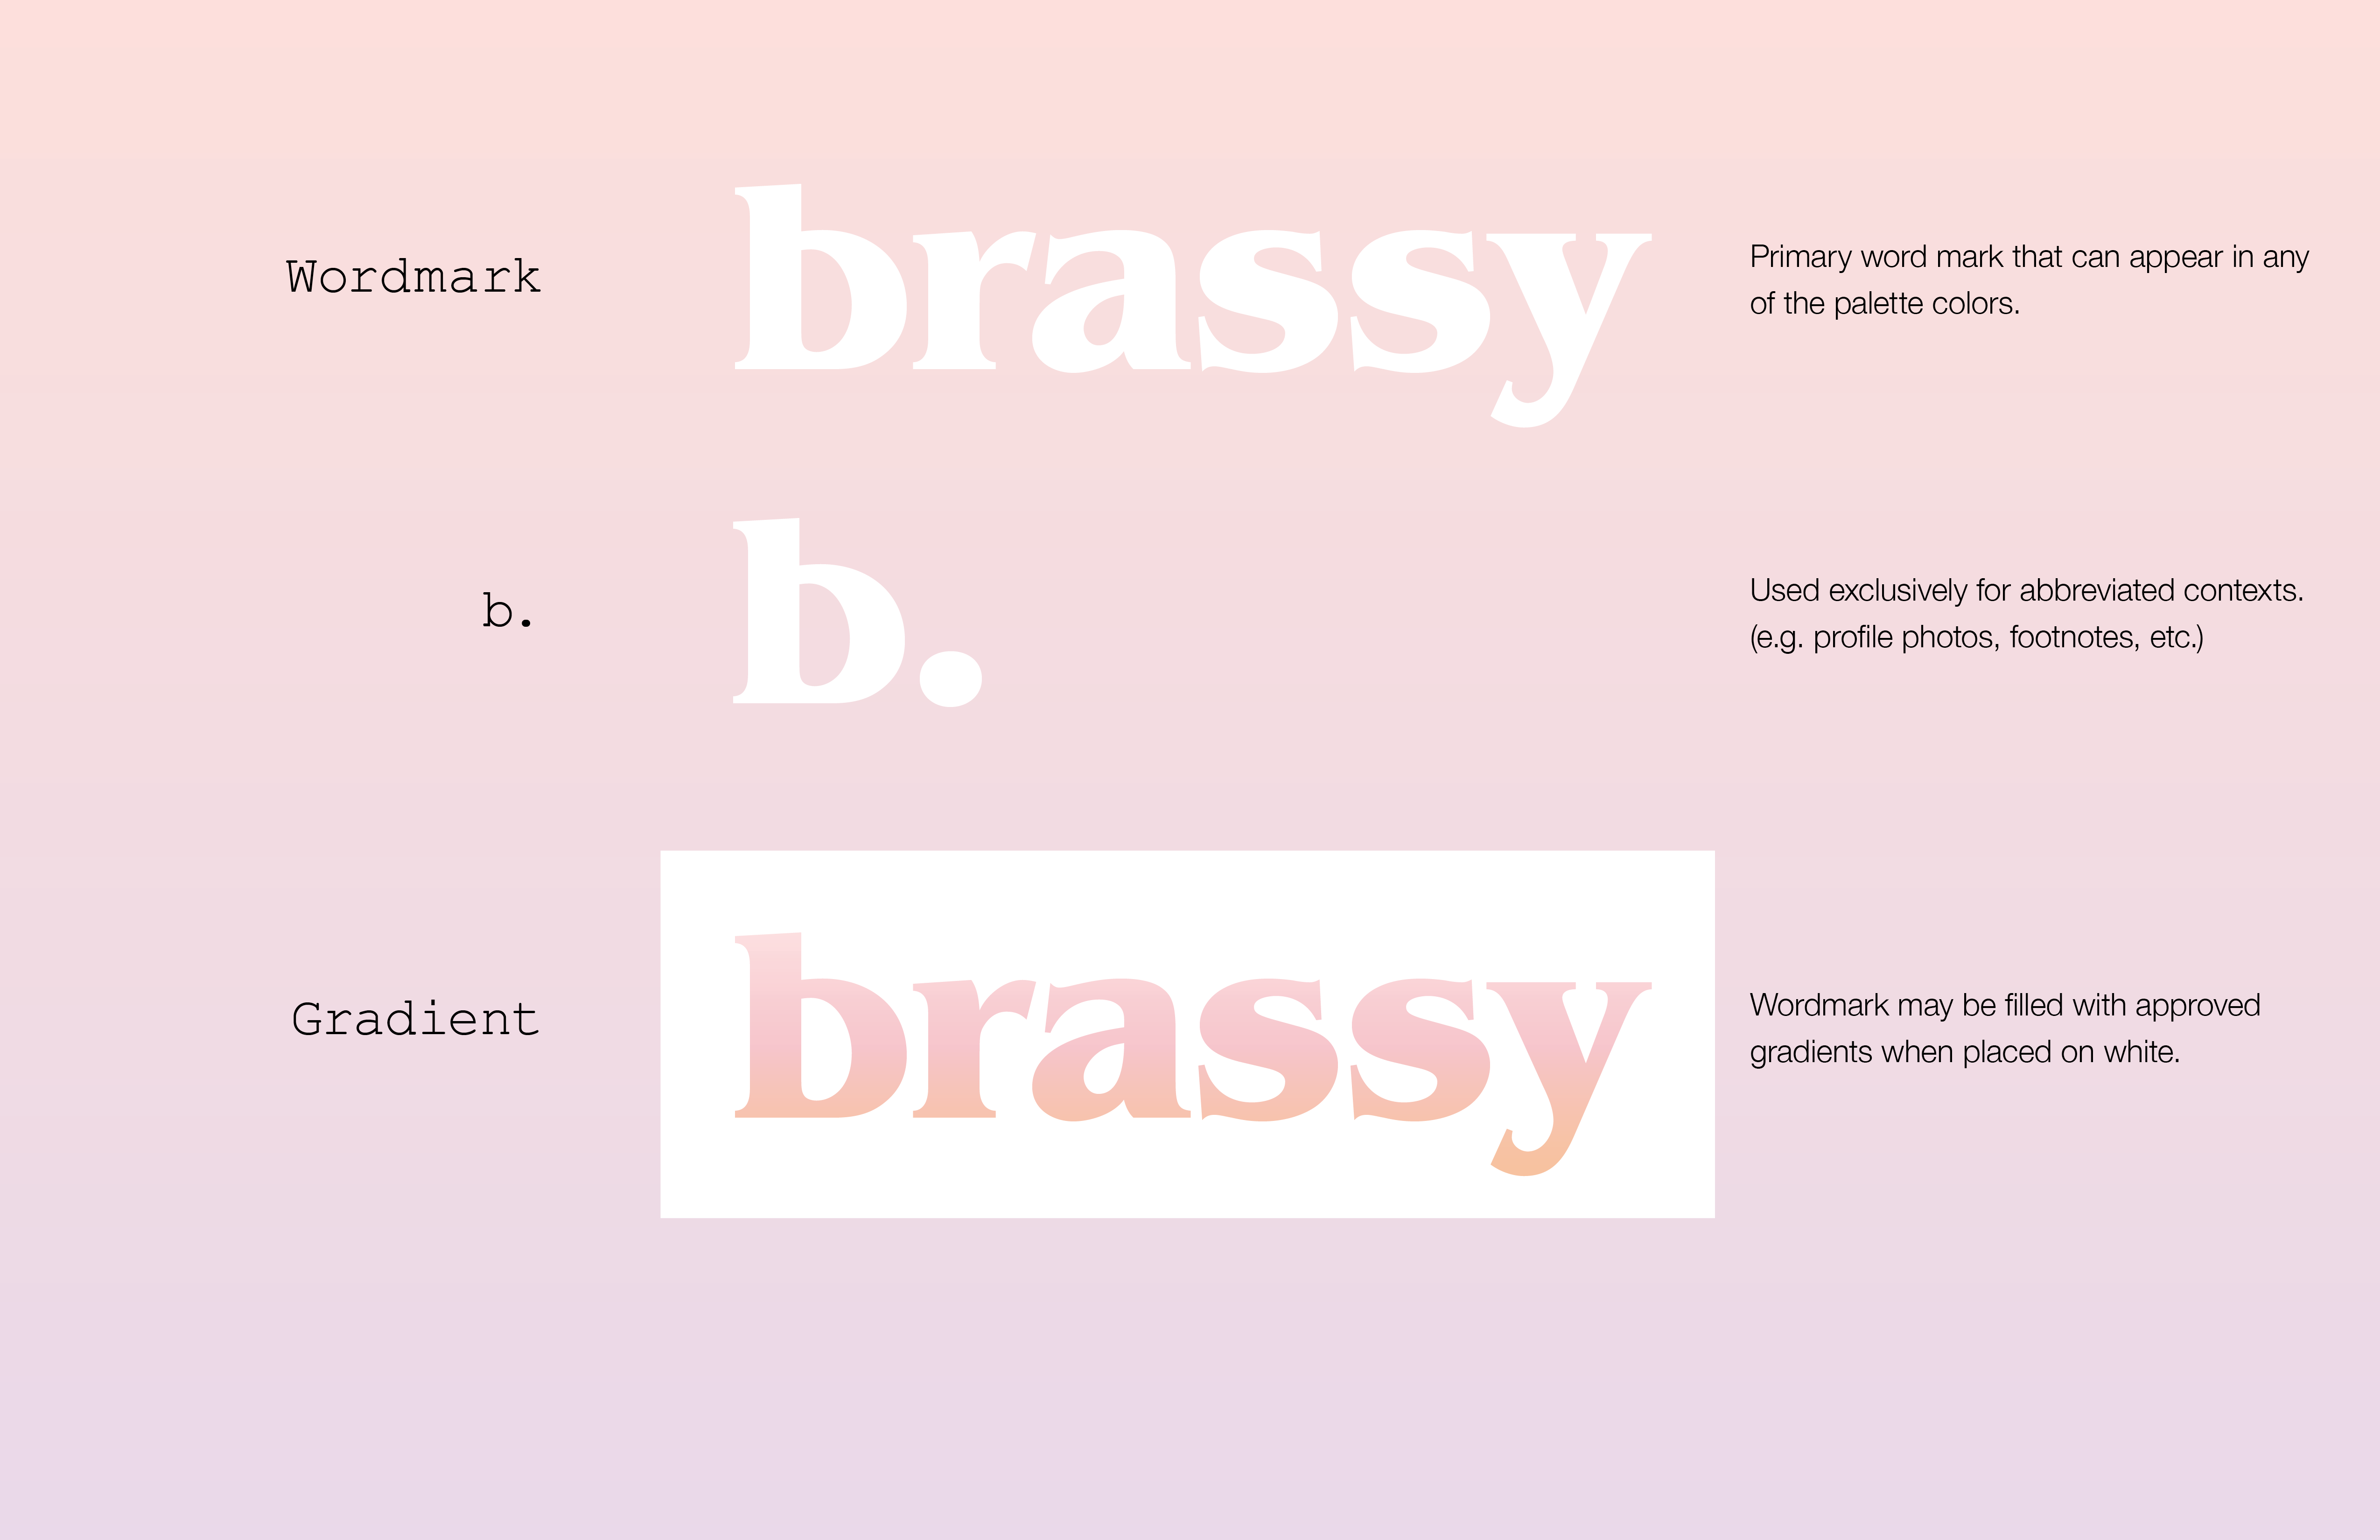 Wordmark
brassy
Primary word mark that can appear in any
of the palette colors.
b.
b.
Used exclusively for abbreviated contexts.
(e.g. profile photos, footnotes, etc.)
Gradient
brassy
Wordmark may be filled with approved
gradients when placed on white.